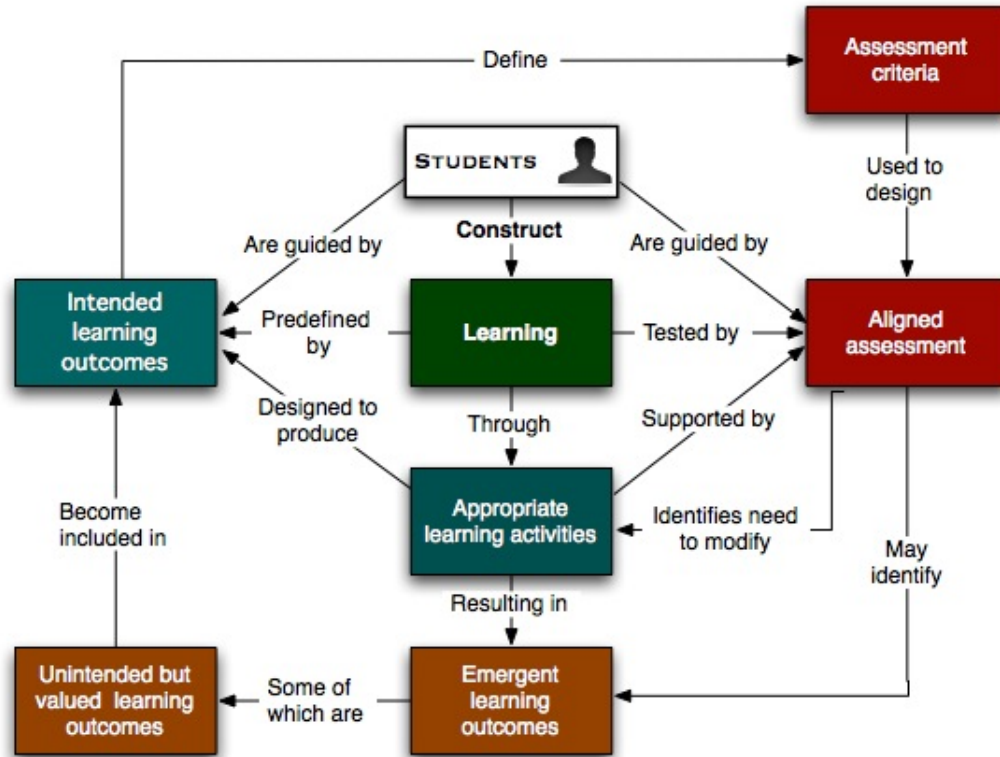 Define
Assessment
criteria
STUDENTS
Used to
design
Construct
Are guided by
Are guided by
Intended
learning
outcomes
Predefined
by
Learning
Tested by
Aligned
assessment
Designed to
produce
Through
Supported by
Become
included in
Appropriate
learning activities
Identifies need
to modify
May
identify
Resulting in
Unintended but
valued learning
outcomes
Some of
which are
Emergent
learning
outcomes